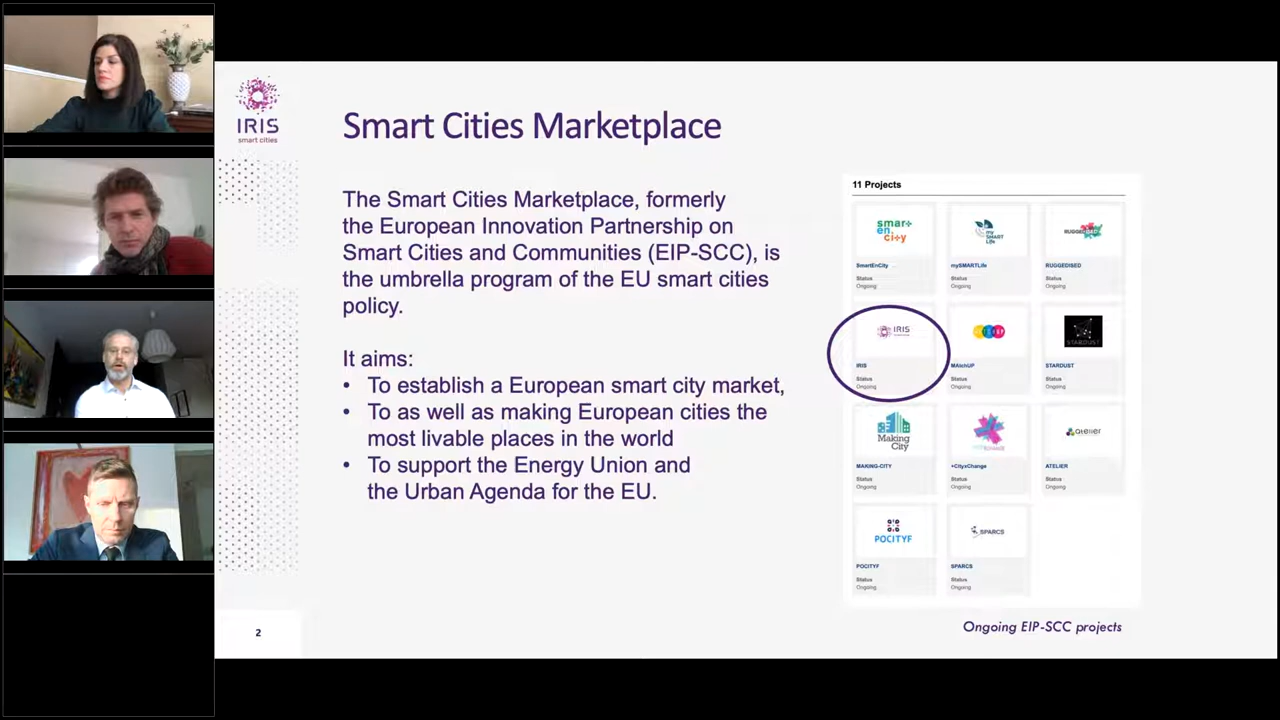 IRIS
smart cities
Smart Cities Marketplace
The Smart Cities Marketplace, formerly
the European Innovation Partnership on
Smart Cities and Communities (EIP-SCC), is
the umbrella program of the EU smart cities
policy.
It aims:
• To establish a European smart city market,
• To as well as making European cities the
most livable places in the world
• To support the Energy Union and
the Urban Agenda for the EU.
2
11 Projects
smar+
en
ci+y
my
SMART
Life
RUGGEDISED
SmartEnCity
mySMARTLife
RUGGEDISED
Status
Status
Status
Ongoing
Ongoing
Ongoing
IRIS
STARDUST
IRIS
MAtchUP
STARDUST
Status
Status
Status
Ongoing
Ongoing
Ongoing
Making
City
atelier
MAKING-CITY
+CityxChange
ATELIER
Status
Status
Status
Ongoing
Ongoing
Ongoing
POCITYF
SPARCS
POCITYF
SPARCS
Status
Status
Ongoing
Ongoing
Ongoing EIP-SCC projects